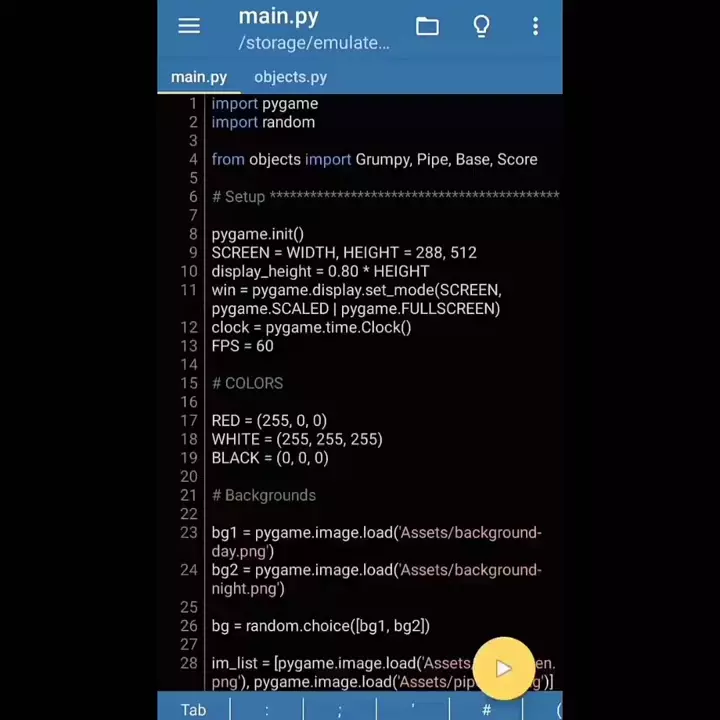 main.py
/storage/emulate...
main.py objects.py
1 import pygame
2 import random
3
4 from objects import Grumpy, Pipe, Base, Score
5
6 # Setup *******************************************
7
8 pygame.init()
9 SCREEN = WIDTH, HEIGHT = 288, 512
10 display_height = 0.80 * HEIGHT
11 win = pygame.display.set_mode(SCREEN,
pygame.SCALED | pygame.FULLSCREEN)
12 clock = pygame.time.Clock()
13 FPS = 60
14
15 # COLORS
16
17 RED = (255, 0, 0)
18 WHITE = (255, 255, 255)
19 BLACK = (0, 0, 0)
20
21 # Backgrounds
22
23 bg1 = pygame.image.load('Assets/background-
day.png')
24 bg2 = pygame.image.load('Assets/background-
night.png')
25
26 bg = random.choice([bg1, bg2])
27
28 im_list = [pygame.image.load('Assets en.
png'), pygame.image.load('Assets/pip g')]
Tab : ; ' # (